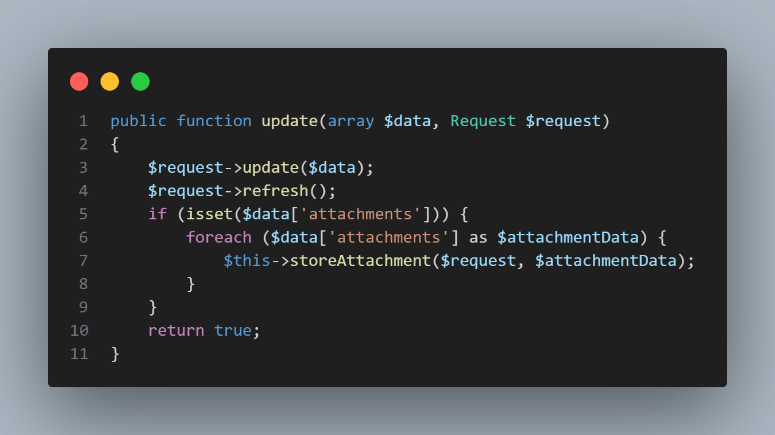 1 public function update(array $data, Request $request)
2 {
3     $request->update($data);
4     $request->refresh();
5     if (isset($data['attachments'])) {
6         foreach ($data['attachments'] as $attachmentData) {
7             $this->storeAttachment($request, $attachmentData);
8         }
9     }
10     return true;
11 }